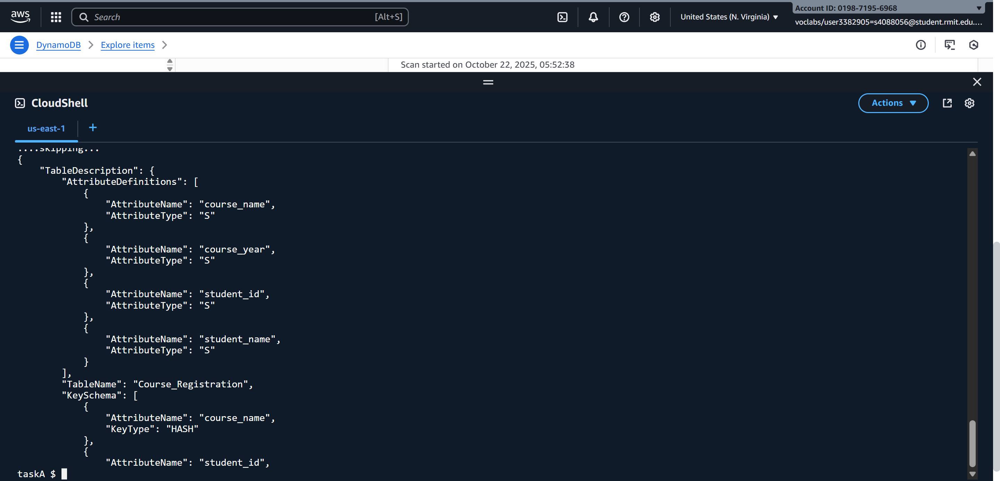 aws
Search [Alt+S]
United States (N. Virginia)
Account ID: 0198-7195-6968
voclabs/user3382905=s4088056@student.rmit.edu....
DynamoDB
Explore items
Scan started on October 22, 2025, 05:52:38
CloudShell
Actions
us-east-1
+
....skipping...
{
    "TableDescription": {
        "AttributeDefinitions": [
            {
                "AttributeName": "course_name",
                "AttributeType": "S"
            },
            {
                "AttributeName": "course_year",
                "AttributeType": "S"
            },
            {
                "AttributeName": "student_id",
                "AttributeType": "S"
            },
            {
                "AttributeName": "student_name",
                "AttributeType": "S"
            }
        ],
        "TableName": "Course_Registration",
        "KeySchema": [
            {
                "AttributeName": "course_name",
                "KeyType": "HASH"
            },
            {
                "AttributeName": "student_id",
taskA $